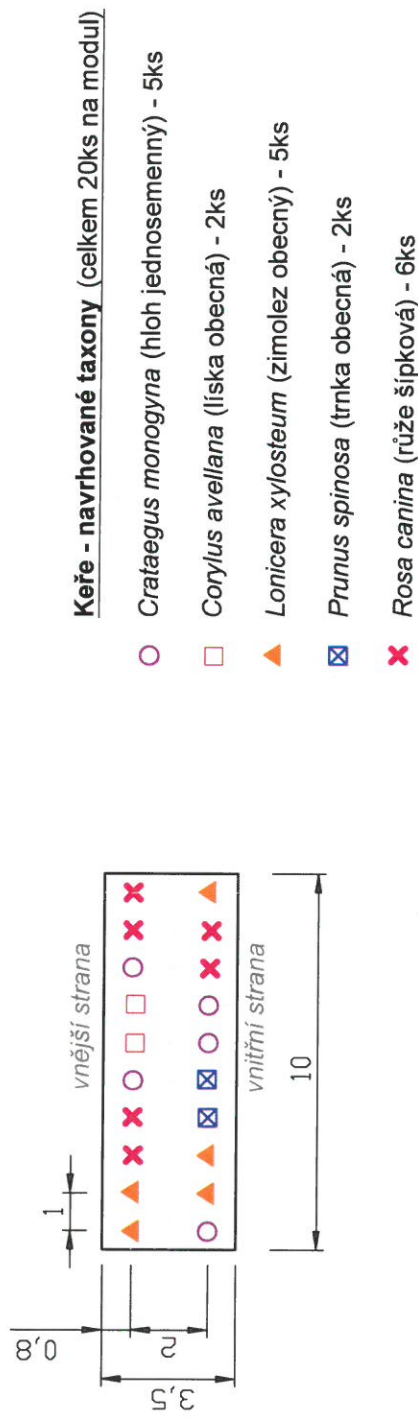 Keře - navrhované taxony (celkem 20ks na modul)
Crataegus monogyna (hloh jednosemenný) - 5ks
Corylus avellana (líska obecná) - 2ks
Lonicera xylosteum (zimolez obecný) - 5ks
Prunus spinosa (trnka obecná) - 2ks
Rosa canina (růže šípková) - 6ks
vnější strana
vnitřní strana
1
10
0,8
2
3,5